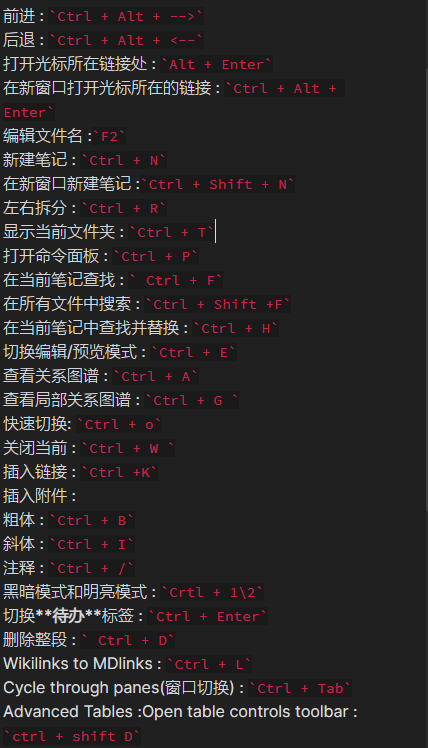 前进：`Ctrl + Alt + -->`
后退：`Ctrl + Alt + <--`
打开光标所在链接处：`Alt + Enter`
在新窗口打开光标所在的链接：`Ctrl + Alt +
Enter`
编辑文件名：`F2`
新建笔记：`Ctrl + N`
在新窗口新建笔记：`Ctrl + Shift + N`
左右拆分：`Ctrl + R`
显示当前文件夹：`Ctrl + T`
打开命令面板：`Ctrl + P`
在当前笔记查找：` Ctrl + F`
在所有文件中搜索：`Ctrl + Shift +F`
在当前笔记中查找并替换：`Ctrl + H`
切换编辑/预览模式：`Ctrl + E`
查看关系图谱：`Ctrl + A`
查看局部关系图谱：`Ctrl + G `
快速切换: `Ctrl + o`
关闭当前：`Ctrl + W `
插入链接：`Ctrl +K`
插入附件：
粗体：`Ctrl + B`
斜体：`Ctrl + I`
注释：`Ctrl + /`
黑暗模式和明亮模式：`Crtl + 1\2`
切换**待办**标签：`Ctrl + Enter`
删除整段：` Ctrl + D`
Wikilinks to MDlinks：`Ctrl + L`
Cycle through panes(窗口切换)：`Ctrl + Tab`
Advanced Tables :Open table controls toolbar：
`ctrl + shift D`